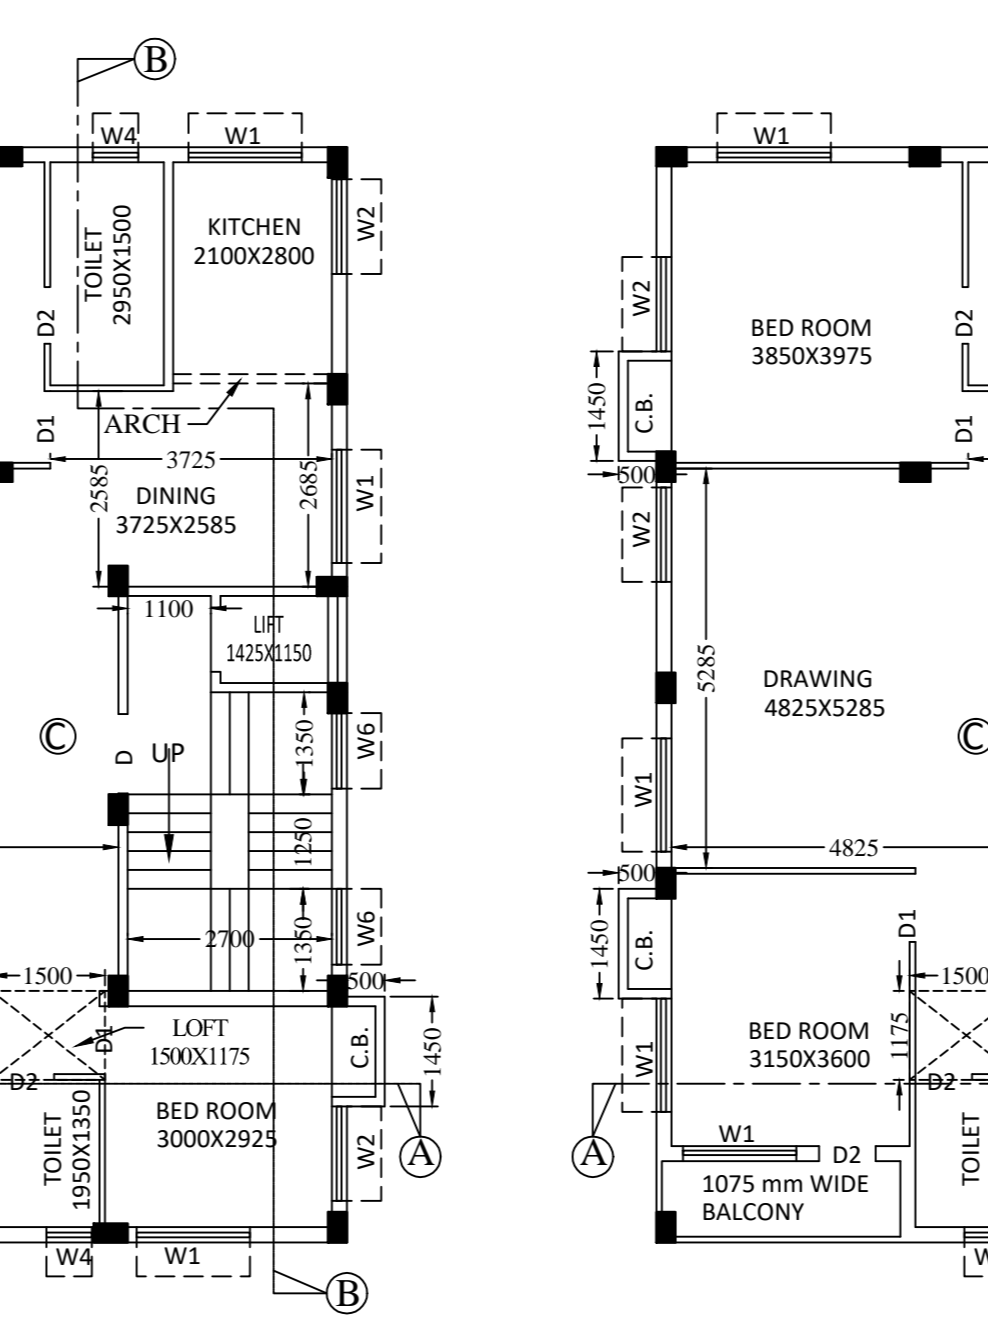 B
W4
W1
W1
KITCHEN
2100X2800
W2
TOILET
2950X1500
D2
ARCH
D1
3725
2585
2685
DINING
3725X2585
W1
1100
LIFT
1425X1150
C
D
UP
1350
W6
1250
1350
W6
2700
500
1500
LOFT
1500X1175
D1
C.B.
1450
D2
TOILET
1950X1350
BED ROOM
3000X2925
A
W2
W4
W1
B
W2
BED ROOM
3850X3975
D2
1450
C.B.
D1
500
W2
5285
DRAWING
4825X5285
C
W1
4825
500
1450
C.B.
D1
1500
BED ROOM
3150X3600
1175
W1
D2
A
W1
D2
TOILET
1075 mm WIDE
BALCONY